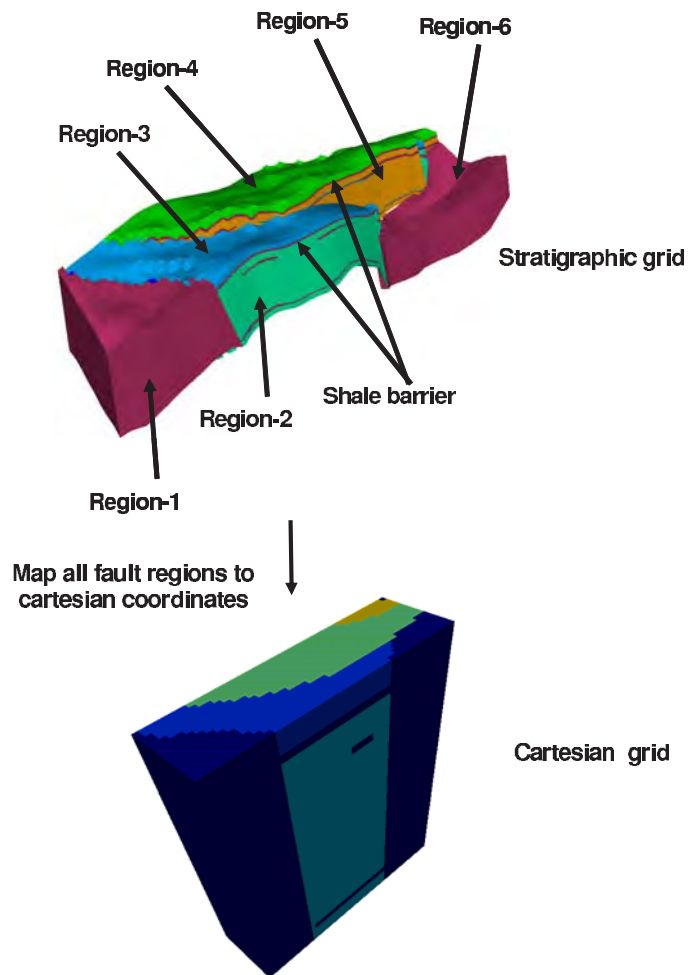 Region-5
Region-6
Region-4
Region-3
Stratigraphic grid
Shale barrier
Region-2
Region-1
Map all fault regions to
cartesian coordinates
Cartesian grid